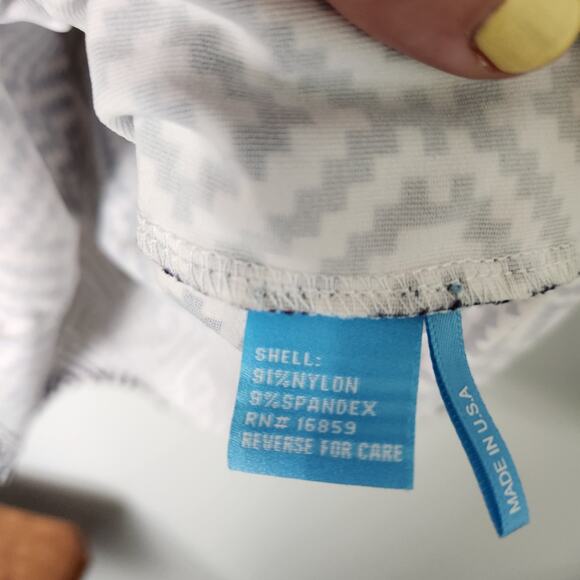 SHELL:
91%NYLON
9%SPANDEX
RN# 16859
REVERSE FOR CARE
MADE IN U.S.A